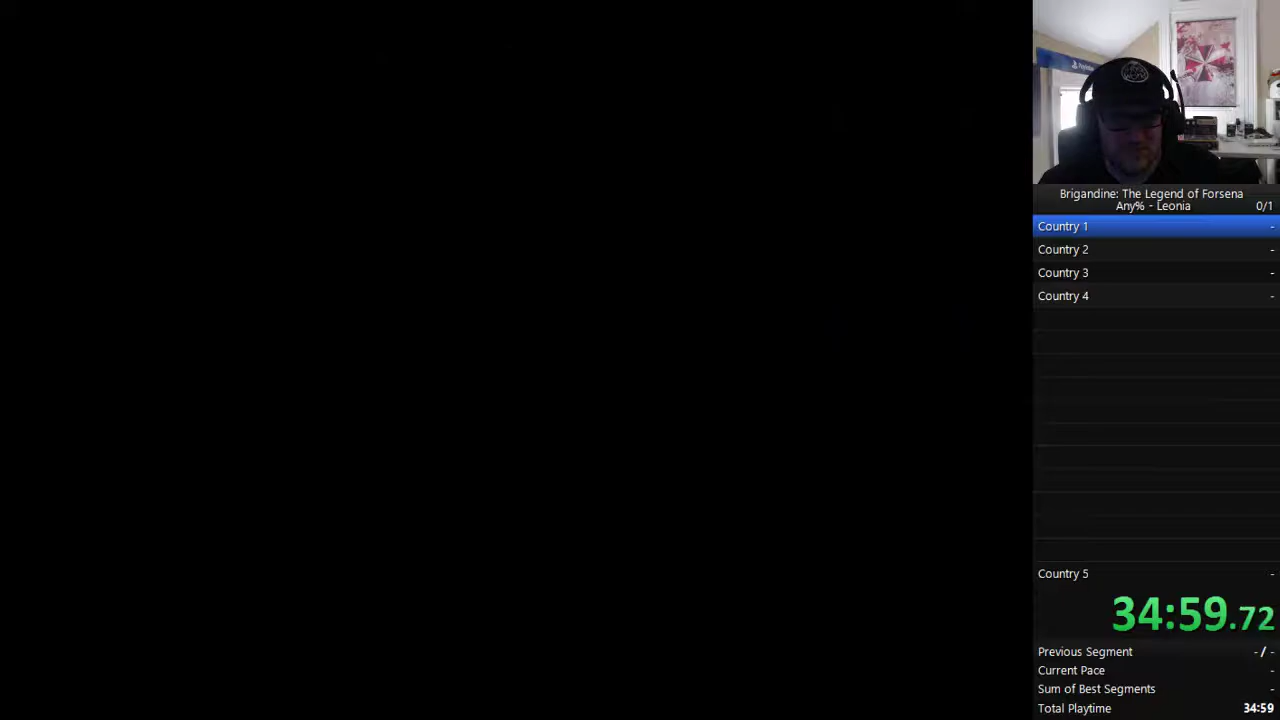 Brigandine: The Legend of Forsena
Any% - Leonia 0/1
Country 1 -
Country 2 -
Country 3 -
Country 4 -
Country 5 -
34:59.72
Previous Segment - / -
Current Pace -
Sum of Best Segments -
Total Playtime 34:59